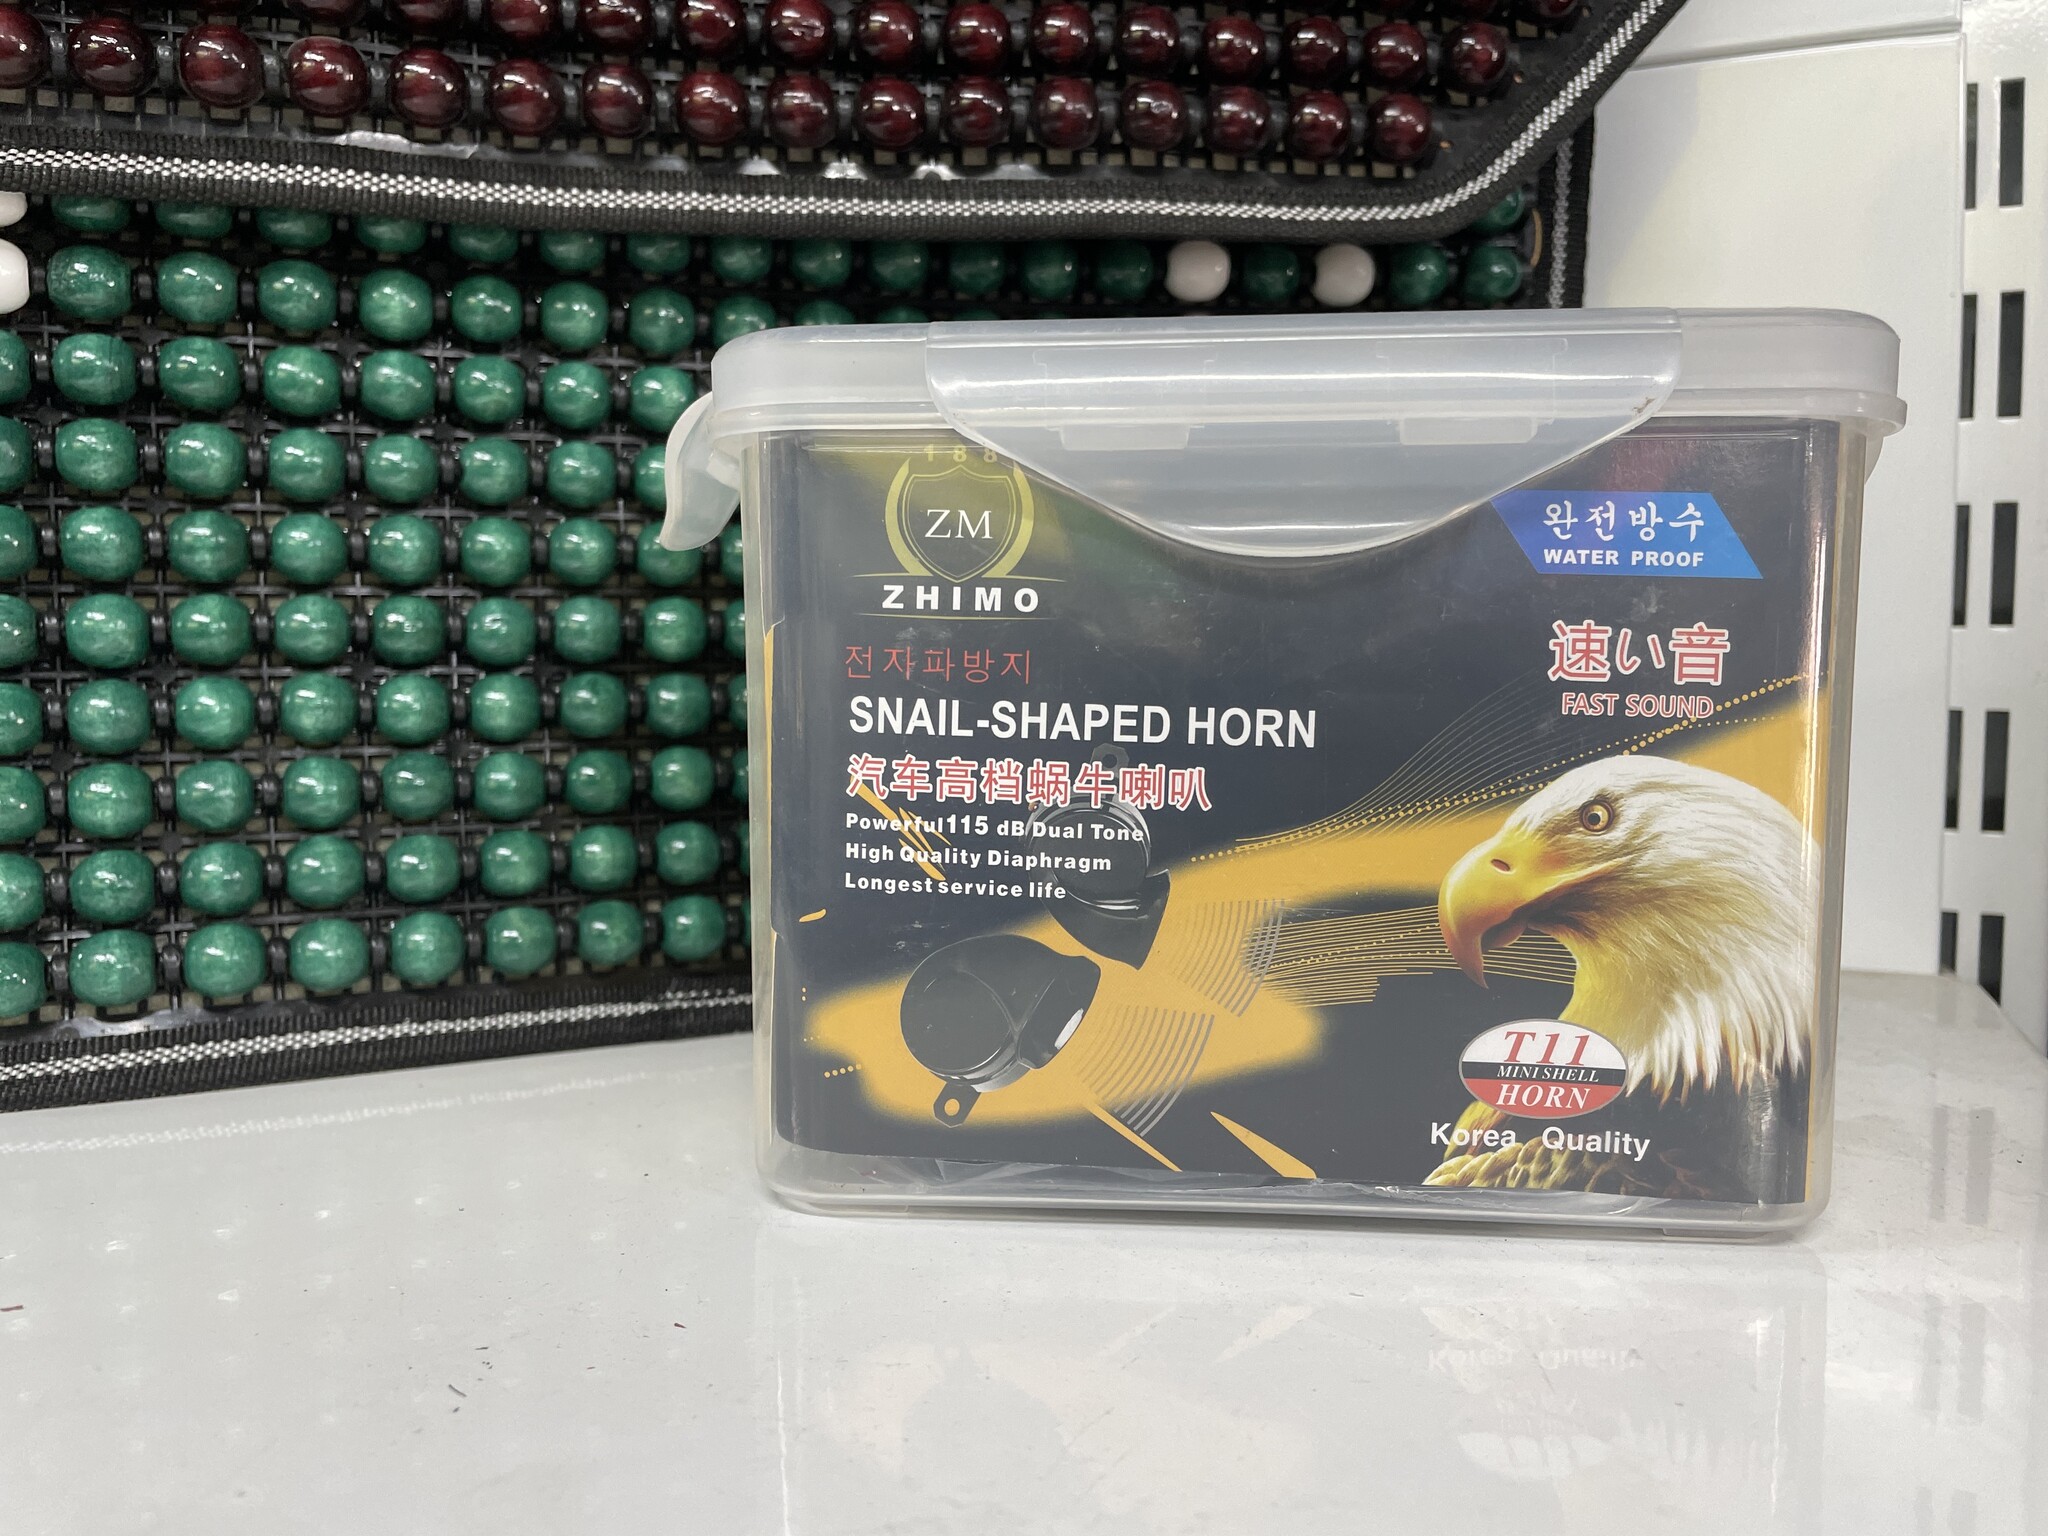 188
ZM
ZHIMO
완전방수
WATER PROOF
速い音
FAST SOUND
전자파방지
SNAIL-SHAPED HORN
汽车高档蜗牛喇叭
Powerful 115 dB Dual Tone
High Quality Diaphragm
Longest service life
T11
MINI SHELL
HORN
Korea Quality